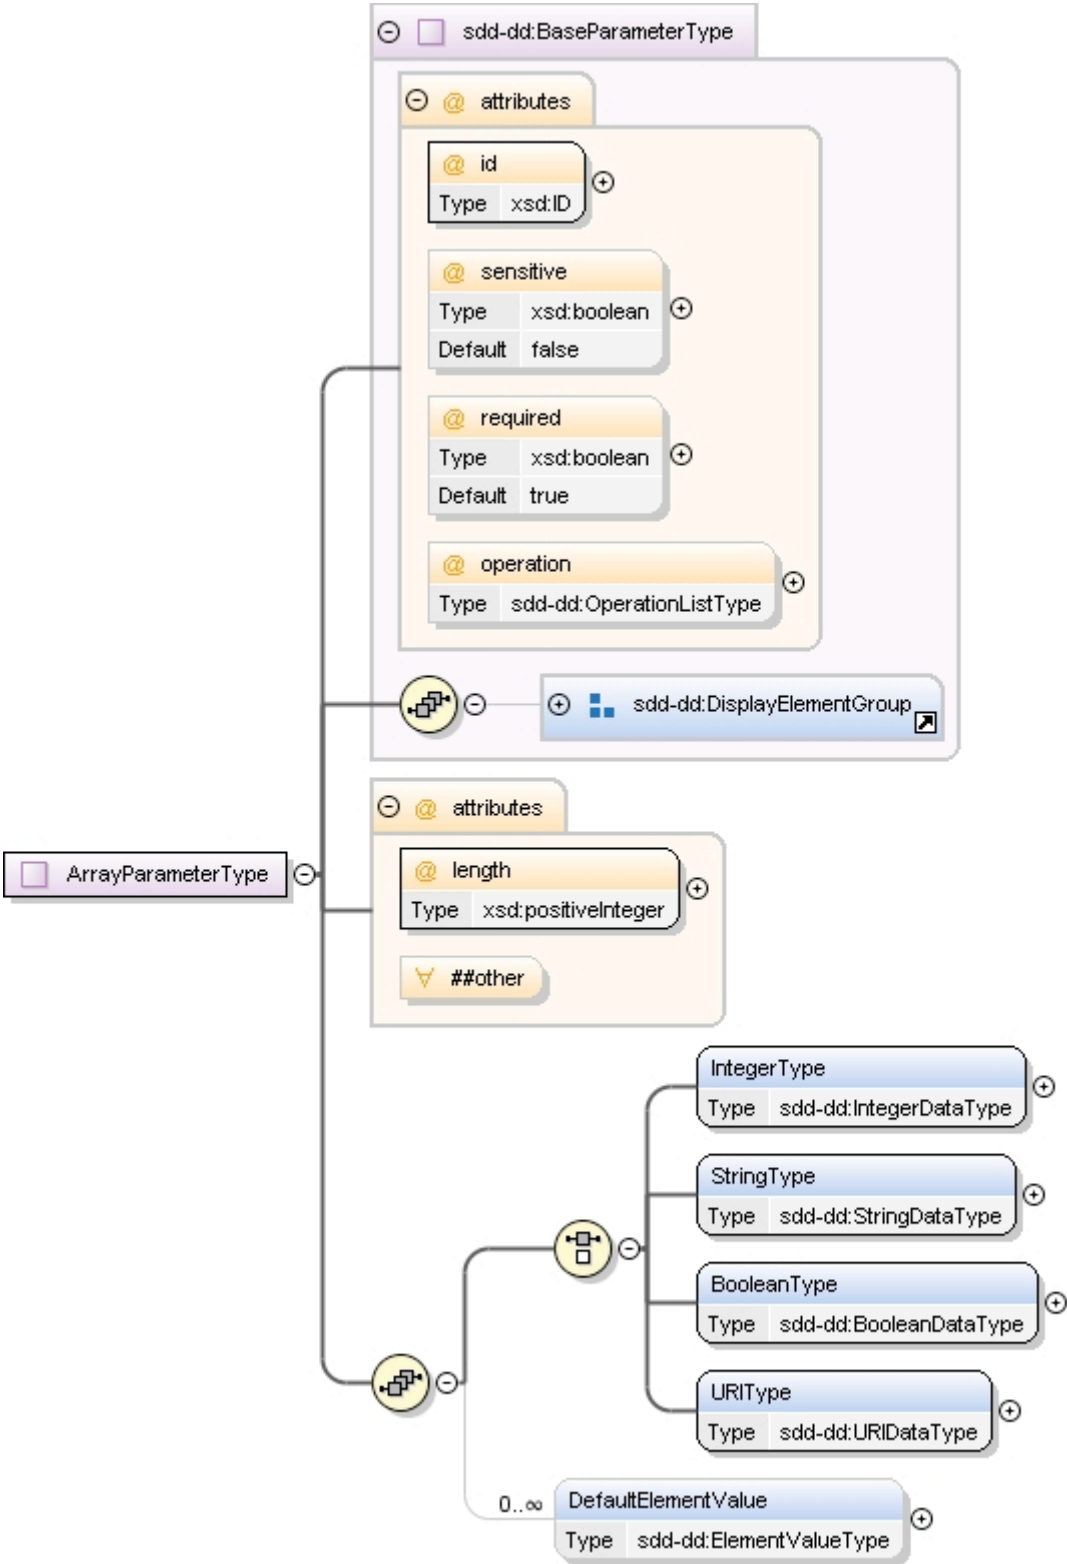 sdd-dd:BaseParameterType
@ attributes
@ id
Type xsd:ID
@ sensitive
Type xsd:boolean
Default false
@ required
Type xsd:boolean
Default true
@ operation
Type sdd-dd:OperationListType
sdd-dd:DisplayElementGroup
@ attributes
ArrayParameterType
@ length
Type xsd:positiveInteger
∀ ##other
IntegerType
Type sdd-dd:IntegerDataType
StringType
Type sdd-dd:StringDataType
BooleanType
Type sdd-dd:BooleanDataType
URIType
Type sdd-dd:URIDataType
0..∞
DefaultElementValue
Type sdd-dd:ElementValueType